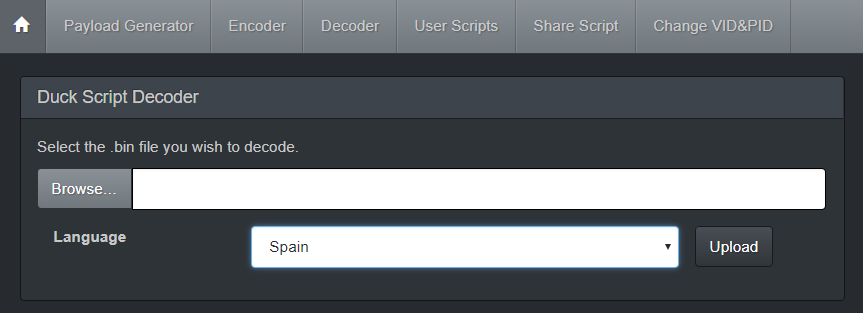 Payload Generator Encoder Decoder User Scripts Share Script Change VID&PID
Duck Script Decoder
Select the .bin file you wish to decode.
Browse...
Language Spain Upload